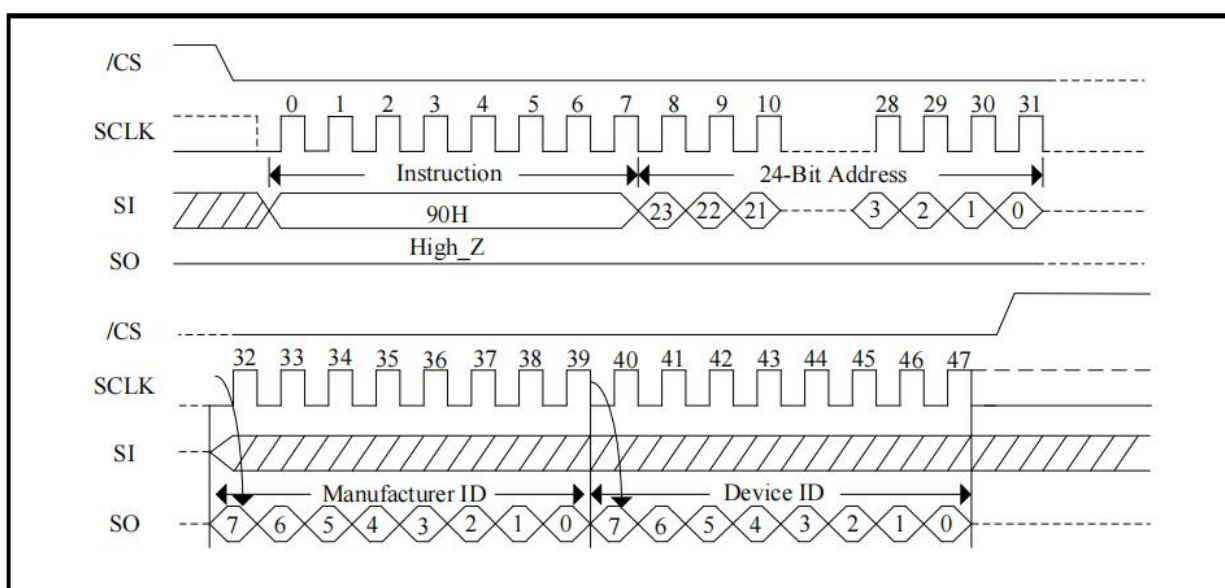 /CS
0 1 2 3 4 5 6 7 8 9 10 28 29 30 31
SCLK
Instruction 24-Bit Address
SI 90H 23 22 21 3 2 1 0
High_Z
SO
/CS
32 33 34 35 36 37 38 39 40 41 42 43 44 45 46 47
SCLK
SI
Manufacturer ID Device ID
SO 7 6 5 4 3 2 1 0 7 6 5 4 3 2 1 0